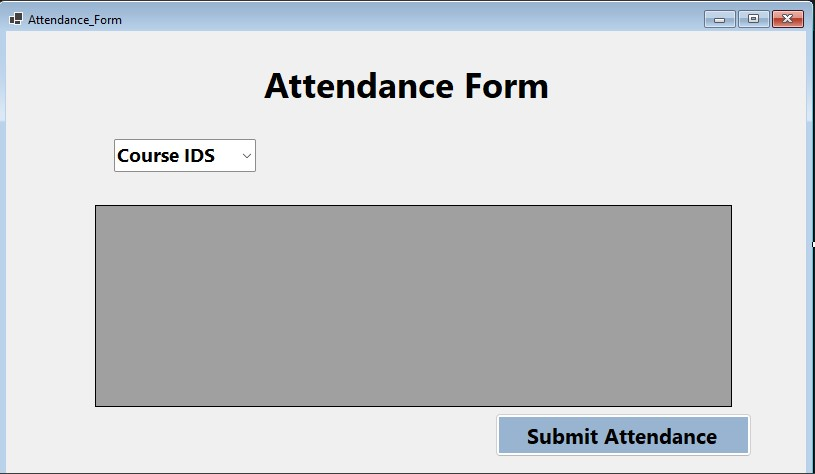 Attendance_Form
Attendance Form
Course IDS
Submit Attendance